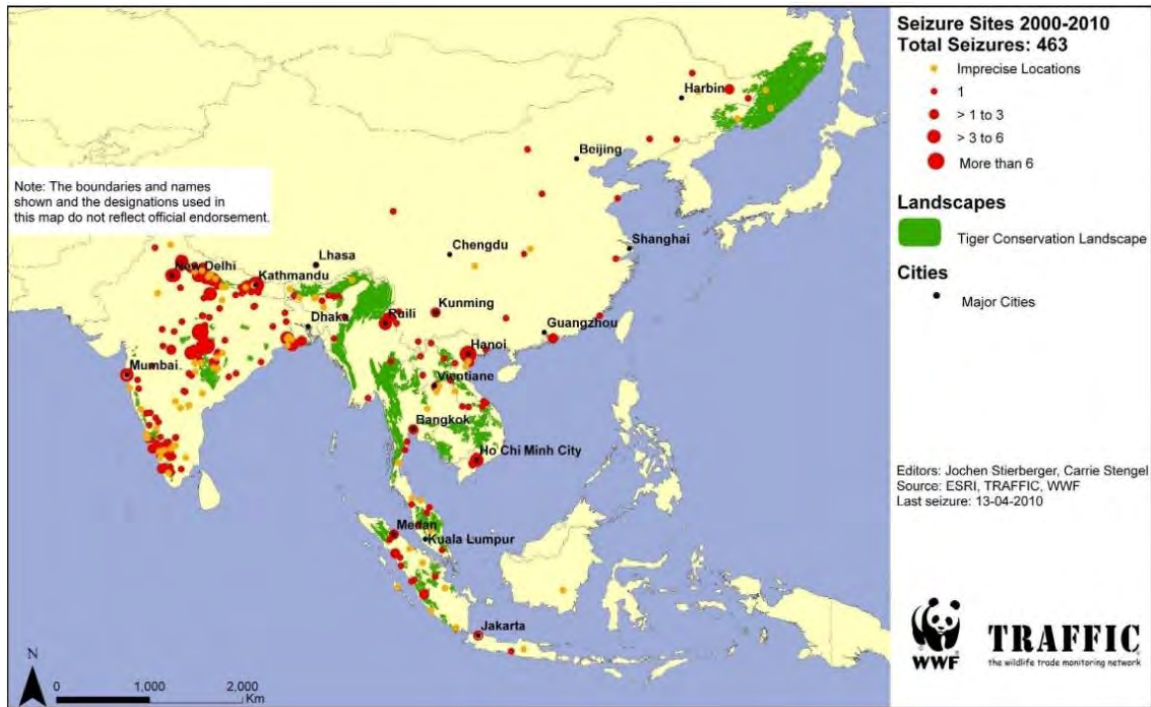 Seizure Sites 2000-2010
Total Seizures: 463
Imprecise Locations
1
> 1 to 3
> 3 to 6
More than 6
Landscapes
Tiger Conservation Landscape
Cities
Major Cities
Note: The boundaries and names
shown and the designations used in
this map do not reflect official endorsement.
Harbin
Beijing
Shanghai
Chengdu
Lhasa
New Delhi
Kathmandu
Dhaka
Ruili
Kunming
Guangzhou
Hanoi
Mumbai
Vientiane
Bangkok
Ho Chi Minh City
Medan
Kuala Lumpur
Jakarta
Editors: Jochen Stierberger, Carrie Stengel
Source: ESRI, TRAFFIC, WWF
Last seizure: 13-04-2010
N
0 1,000 2,000
Km
WWF
TRAFFIC
the wildlife trade monitoring network